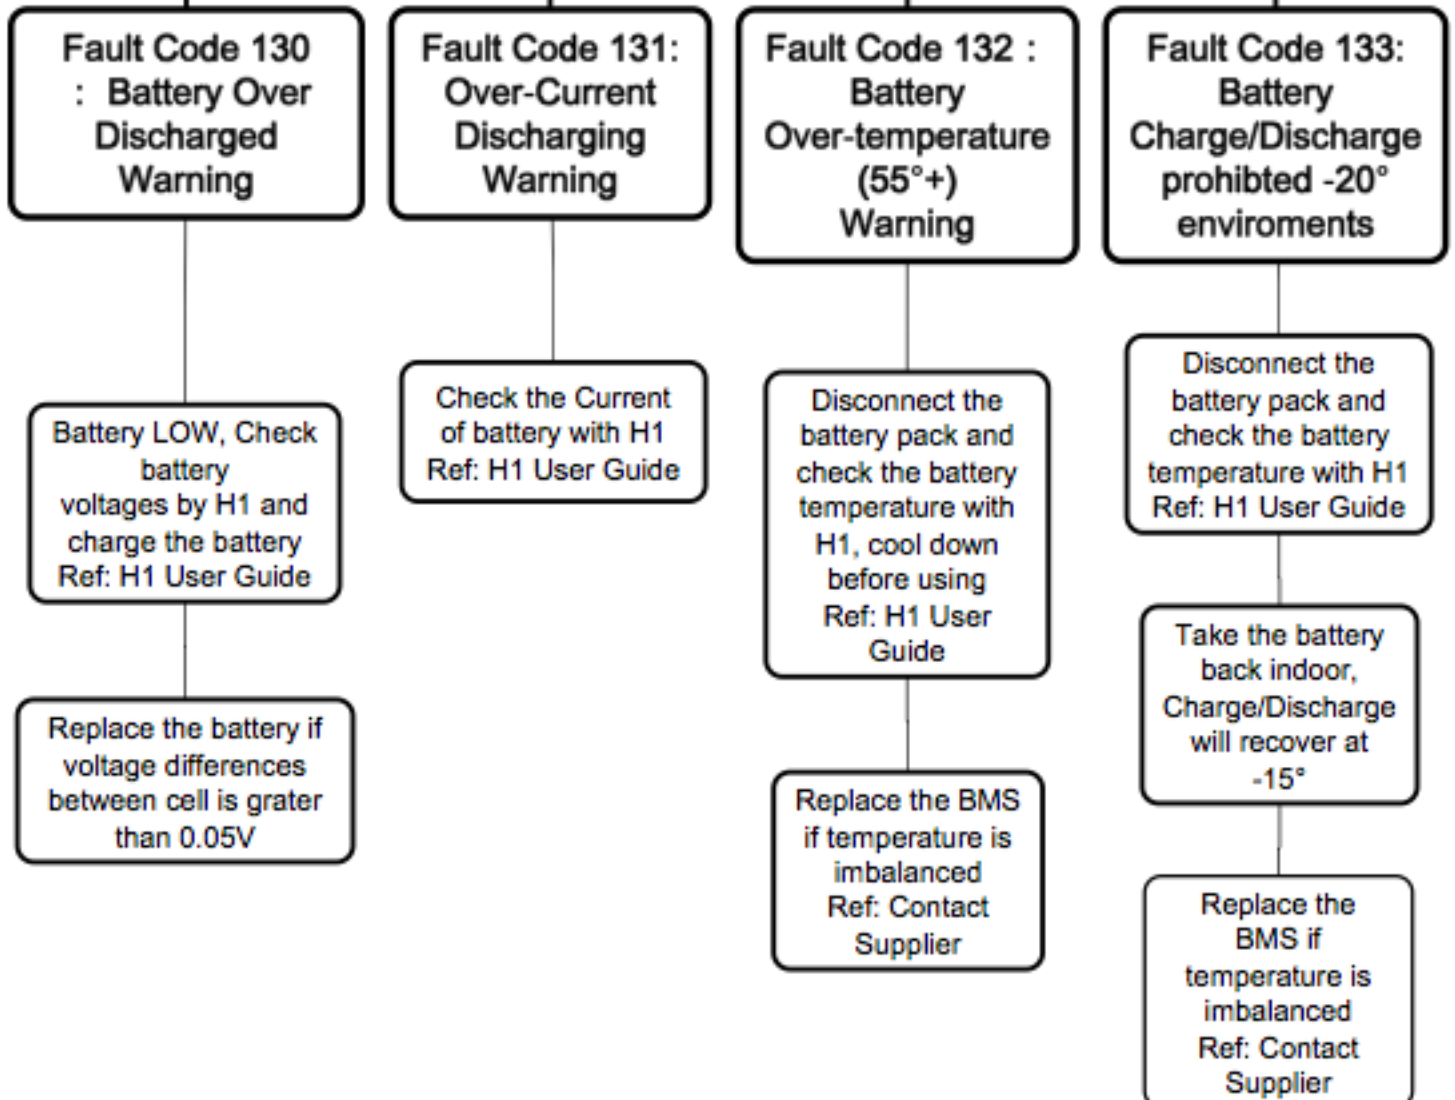 Fault Code 130
: Battery Over
Discharged
Warning
Battery LOW, Check
battery
voltages by H1 and
charge the battery
Ref: H1 User Guide
Replace the battery if
voltage differences
between cell is grater
than 0.05V
Fault Code 131:
Over-Current
Discharging
Warning
Check the Current
of battery with H1
Ref: H1 User Guide
Fault Code 132 :
Battery
Over-temperature
(55°+)
Warning
Disconnect the
battery pack and
check the battery
temperature with
H1, cool down
before using
Ref: H1 User
Guide
Replace the BMS
if temperature is
imbalanced
Ref: Contact
Supplier
Fault Code 133:
Battery
Charge/Discharge
prohibted -20°
enviroments
Disconnect the
battery pack and
check the battery
temperature with H1
Ref: H1 User Guide
Take the battery
back indoor,
Charge/Discharge
will recover at
-15°
Replace the
BMS if
temperature is
imbalanced
Ref: Contact
Supplier